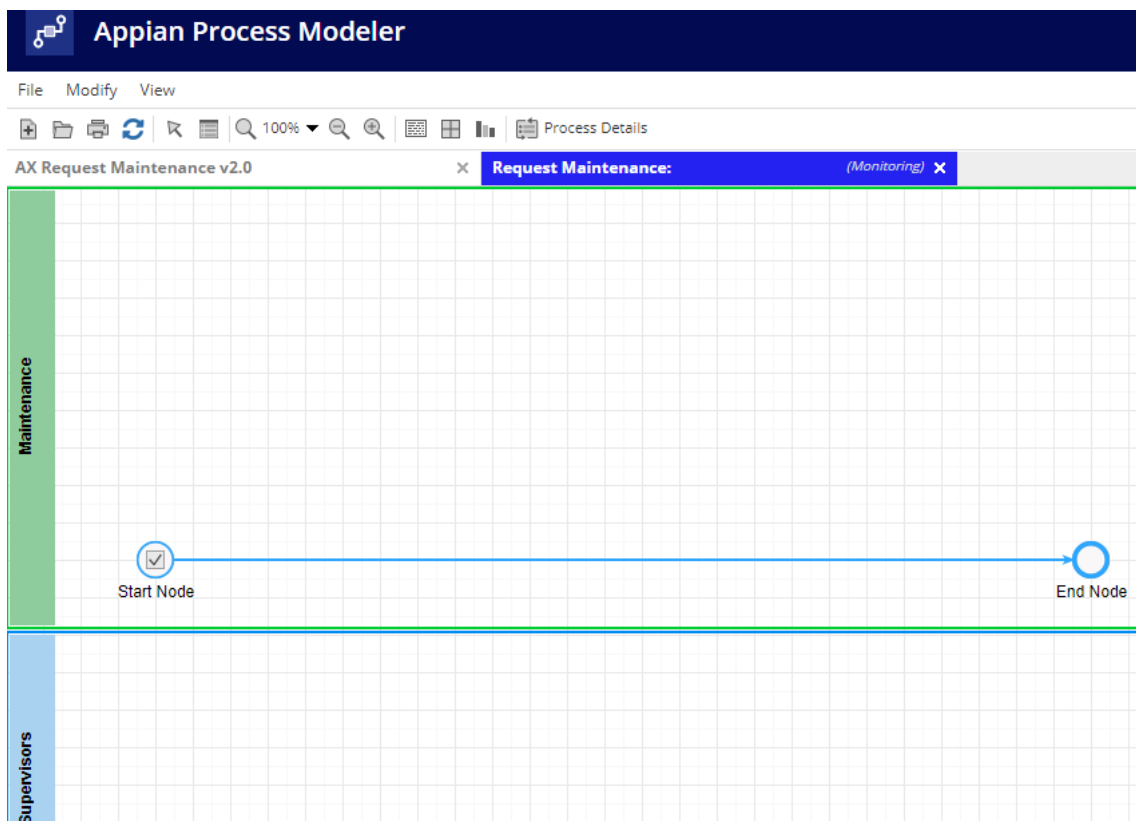 Appian Process Modeler
File Modify View
100% Process Details
AX Request Maintenance v2.0
Request Maintenance: (Monitoring)
Maintenance
Start Node
End Node
Supervisors